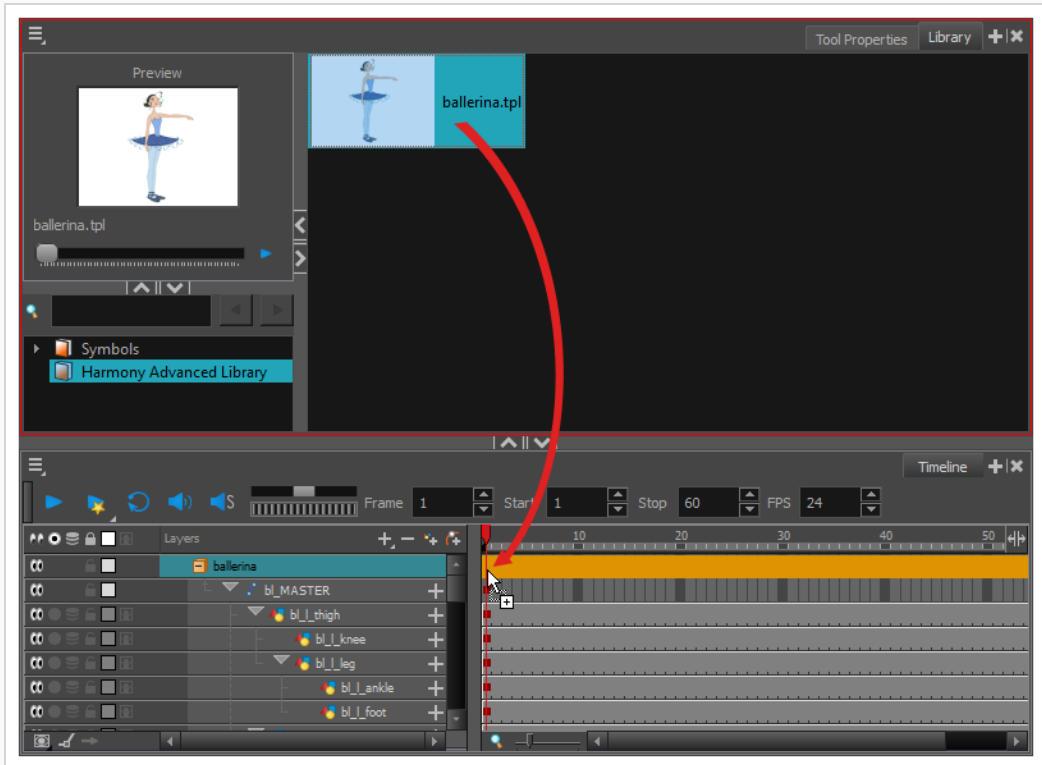 Tool Properties
Library
Preview
ballerina.tpl
ballerina.tpl
Symbols
Harmony Advanced Library
Timeline
S
Frame 1 Start 1 Stop 60 FPS 24
Layers
10 20 30 40 50
ballerina
bl_MASTER
bl_l_thigh
bl_l_knee
bl_l_leg
bl_l_ankle
bl_l_foot